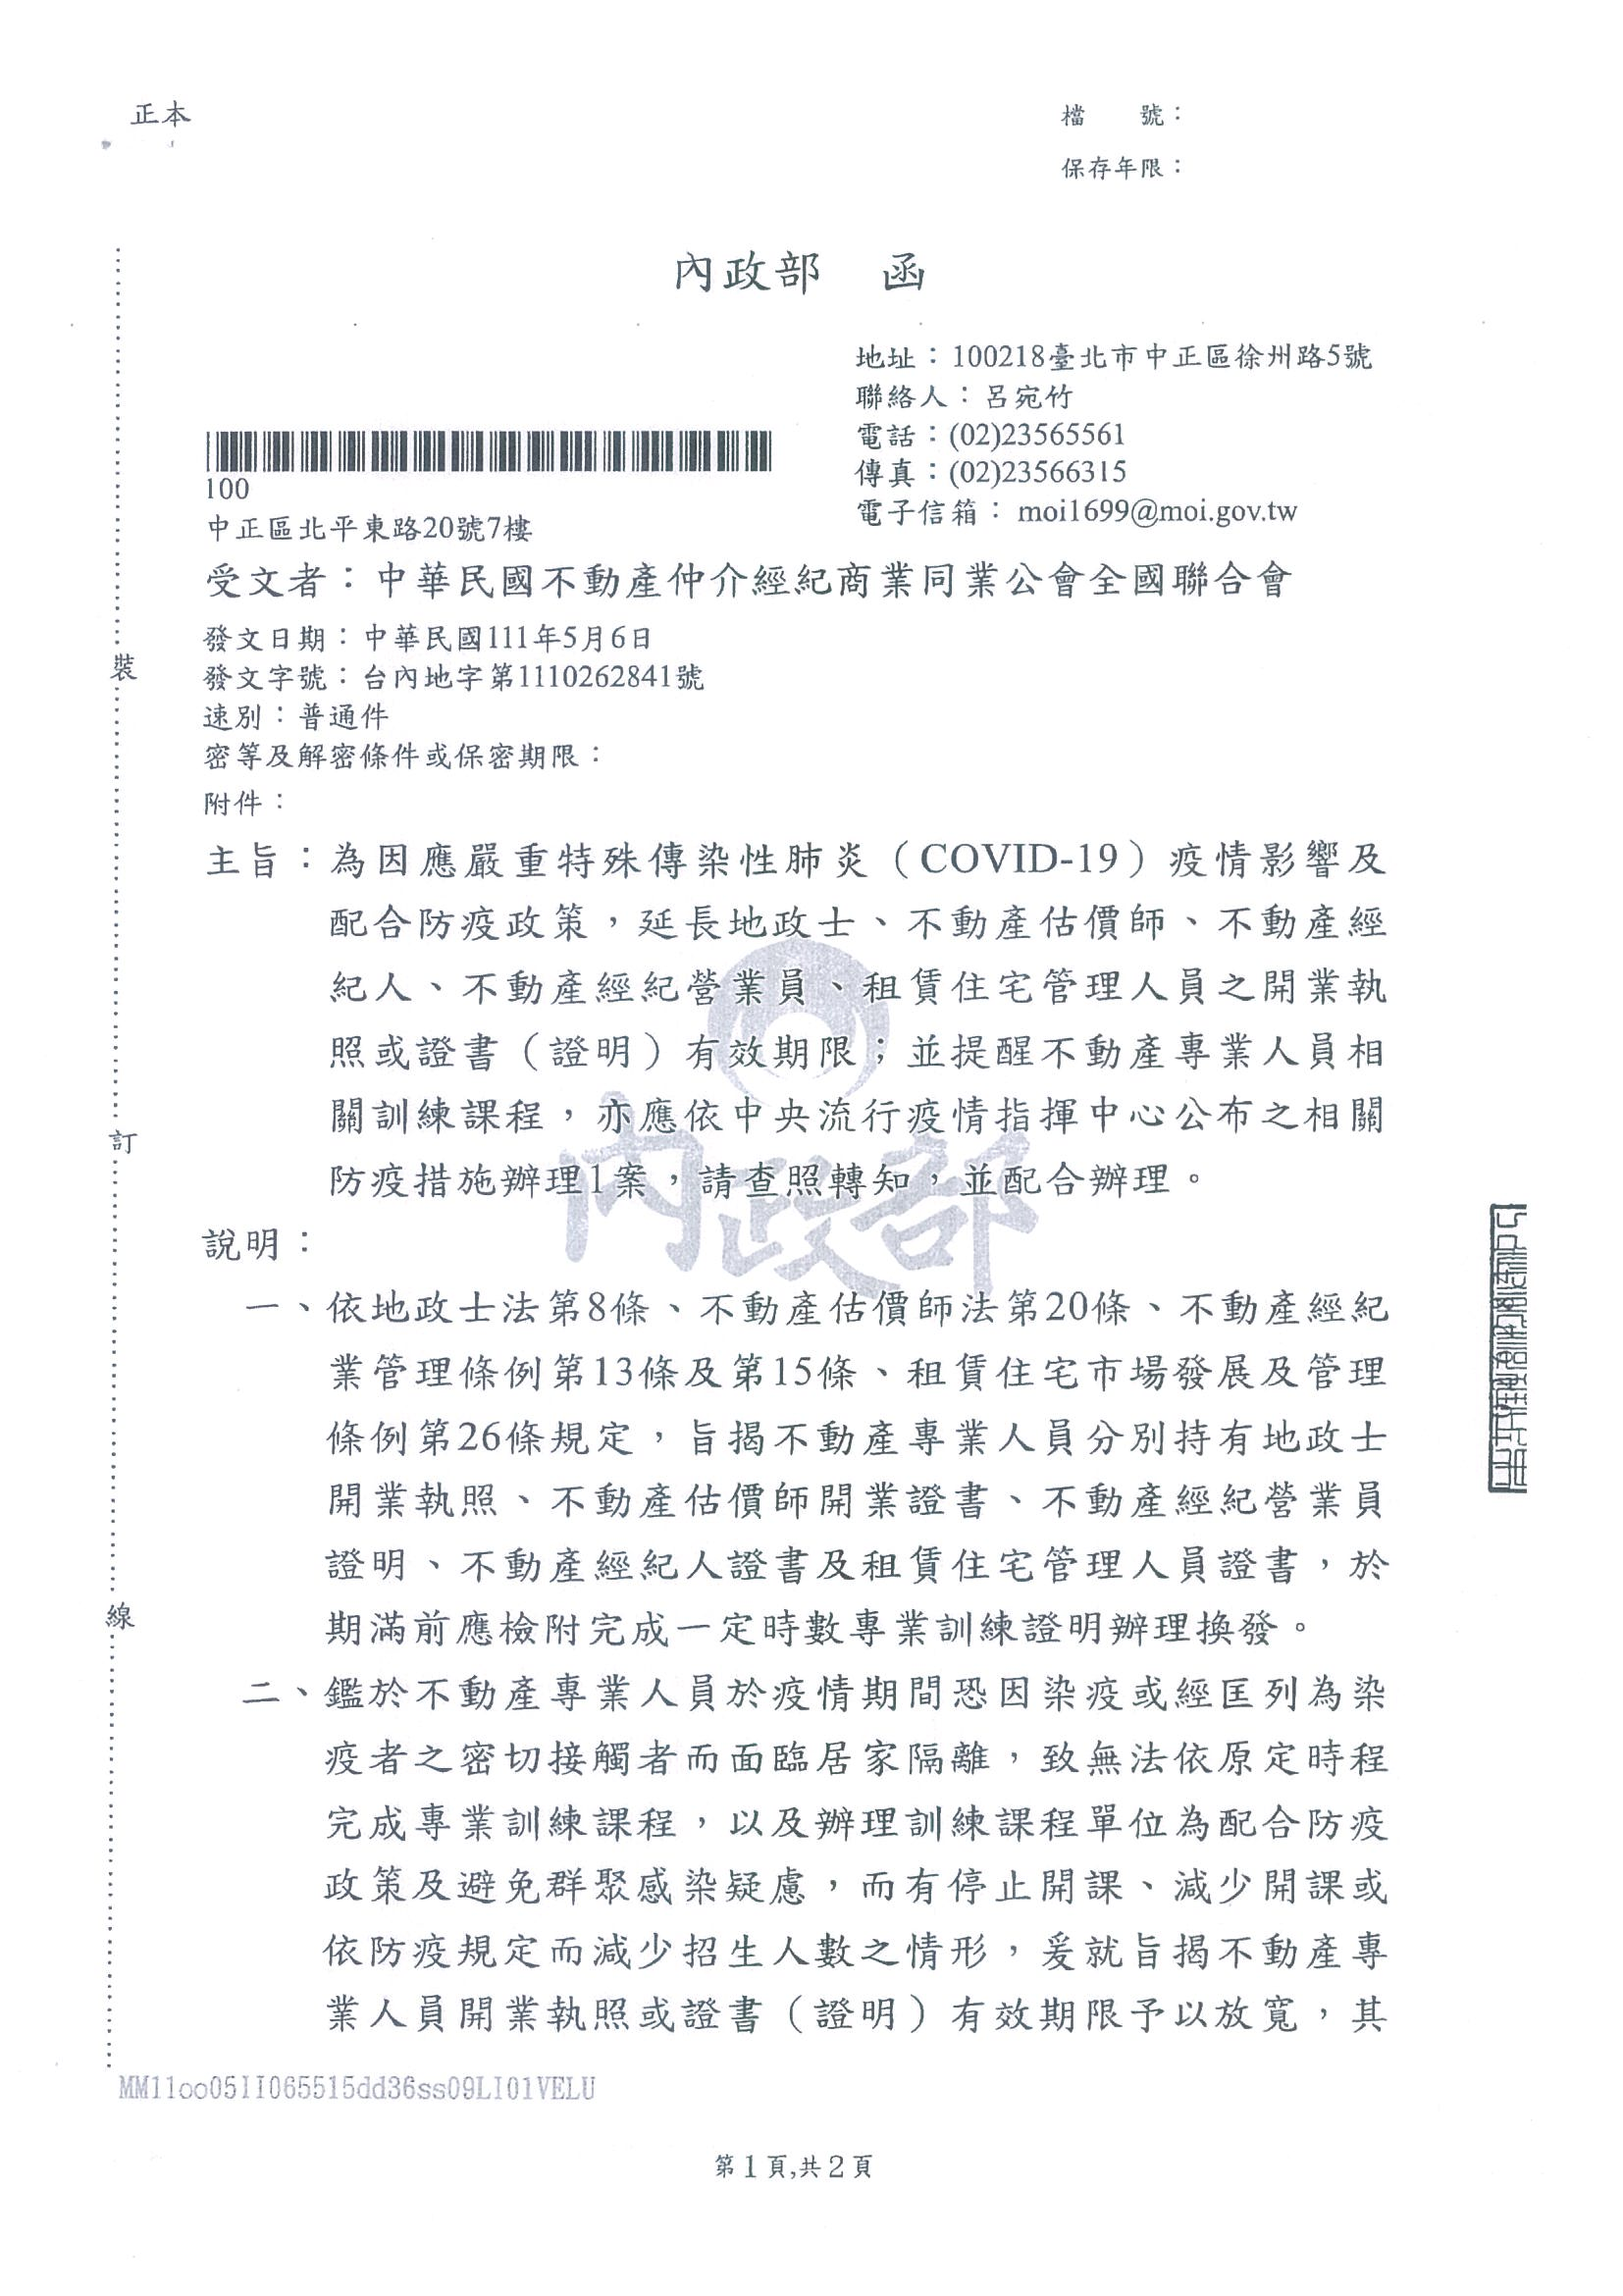 正本
檔　　號：
保存年限：
內政部　函
地址：100218臺北市中正區徐州路5號
聯絡人：呂宛竹
電話：(02)23565561
傳真：(02)23566315
電子信箱：moi1699@moi.gov.tw
100
中正區北平東路20號7樓
受文者：中華民國不動產仲介經紀商業同業公會全國聯合會
發文日期：中華民國111年5月6日
發文字號：台內地字第1110262841號
速別：普通件
密等及解密條件或保密期限：
附件：
主旨：為因應嚴重特殊傳染性肺炎（COVID-19）疫情影響及
配合防疫政策，延長地政士、不動產估價師、不動產經
紀人、不動產經紀營業員、租賃住宅管理人員之開業執
照或證書（證明）有效期限；並提醒不動產專業人員相
關訓練課程，亦應依中央流行疫情指揮中心公布之相關
防疫措施辦理1案，請查照轉知，並配合辦理。
內政部
說明：
一、依地政士法第8條、不動產估價師法第20條、不動產經紀
業管理條例第13條及第15條、租賃住宅市場發展及管理
條例第26條規定，旨揭不動產專業人員分別持有地政士
開業執照、不動產估價師開業證書、不動產經紀營業員
證明、不動產經紀人證書及租賃住宅管理人員證書，於
期滿前應檢附完成一定時數專業訓練證明辦理換發。
二、鑑於不動產專業人員於疫情期間恐因染疫或經匡列為染
疫者之密切接觸者而面臨居家隔離，致無法依原定時程
完成專業訓練課程，以及辦理訓練課程單位為配合防疫
政策及避免群聚感染疑慮，而有停止開課、減少開課或
依防疫規定而減少招生人數之情形，爰就旨揭不動產專
業人員開業執照或證書（證明）有效期限予以放寬，其
裝
訂
線
MM11oo05II065515dd36ss09LI01VELU
第1頁,共2頁